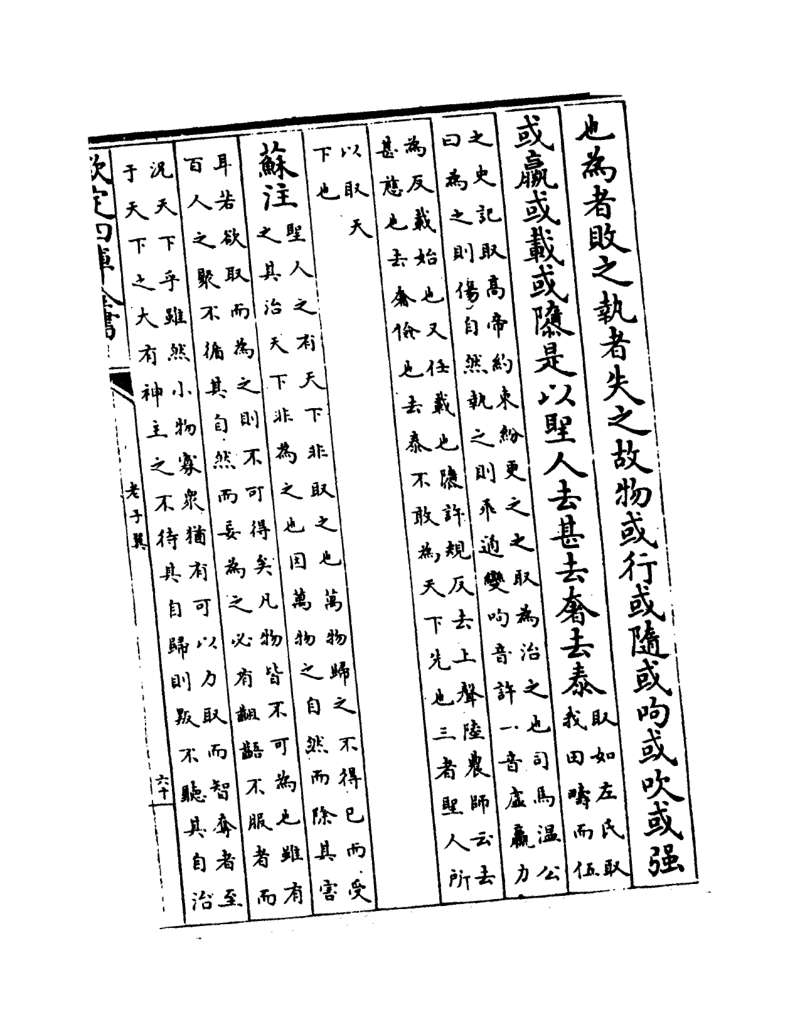 也為者敗之執者失之故物或行或隨或呴或吹或强
或羸或載或隳是以聖人去甚去奢去泰
取如左氏取
我田疇而伍
之史記取髙帝約束紛更之之取為治之也司馬温公
曰為之則傷自然執之則乖通變呴音許一音虛羸力
為反載始也又任載也隳許規反去上聲陸農師云去
甚慈也去奢儉也去泰不敢為天下先也三者聖人所
以取天
下也
蘇注
聖人之有天下非取之也萬物歸之不得已而受
之其治天下非為之也因萬物之自然而除其害
耳若欲取而為之則不可得矣凡物皆不可為也雖有
百人之聚不循其自然而妄為之必有齟齬不服者而
況天下乎雖然小物寡衆猶有可以力取而智奪者至
于天下之大有神主之不待其自歸則叛不聽其自治
欽定四庫全書
老子翼
六十